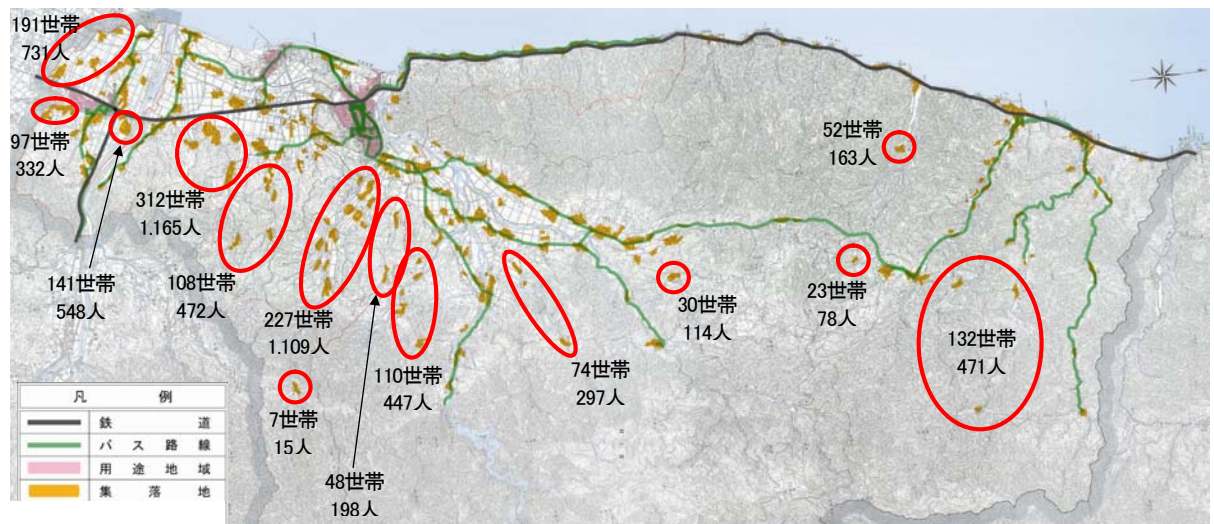 191世帯
731人
97世帯
332人
141世帯
548人
312世帯
1.165人
108世帯
472人
227世帯
1.109人
7世帯
15人
48世帯
198人
110世帯
447人
74世帯
297人
30世帯
114人
52世帯
163人
23世帯
78人
132世帯
471人
凡 例
鉄 道
バ ス 路 線
用 途 地 域
集 落 地